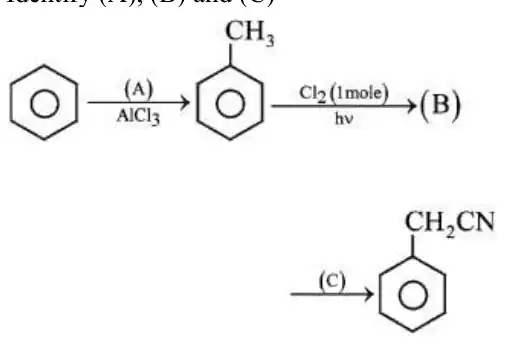 Identify (A), (B) and (C)
CH₃
(A)
AlCl₃
Cl₂ (1mole)
hν
(B)
CH₂CN
(C)